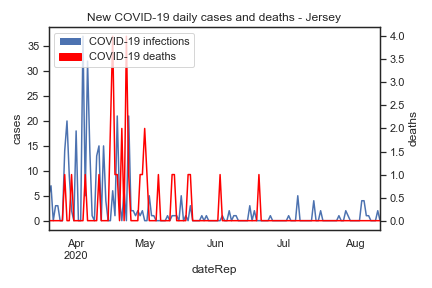 New COVID-19 daily cases and deaths - Jersey
COVID-19 infections
COVID-19 deaths
35
30
25
20
15
10
5
0
cases
4.0
3.5
3.0
2.5
2.0
1.5
1.0
0.5
0.0
deaths
Apr
2020
May
Jun
Jul
Aug
dateRep